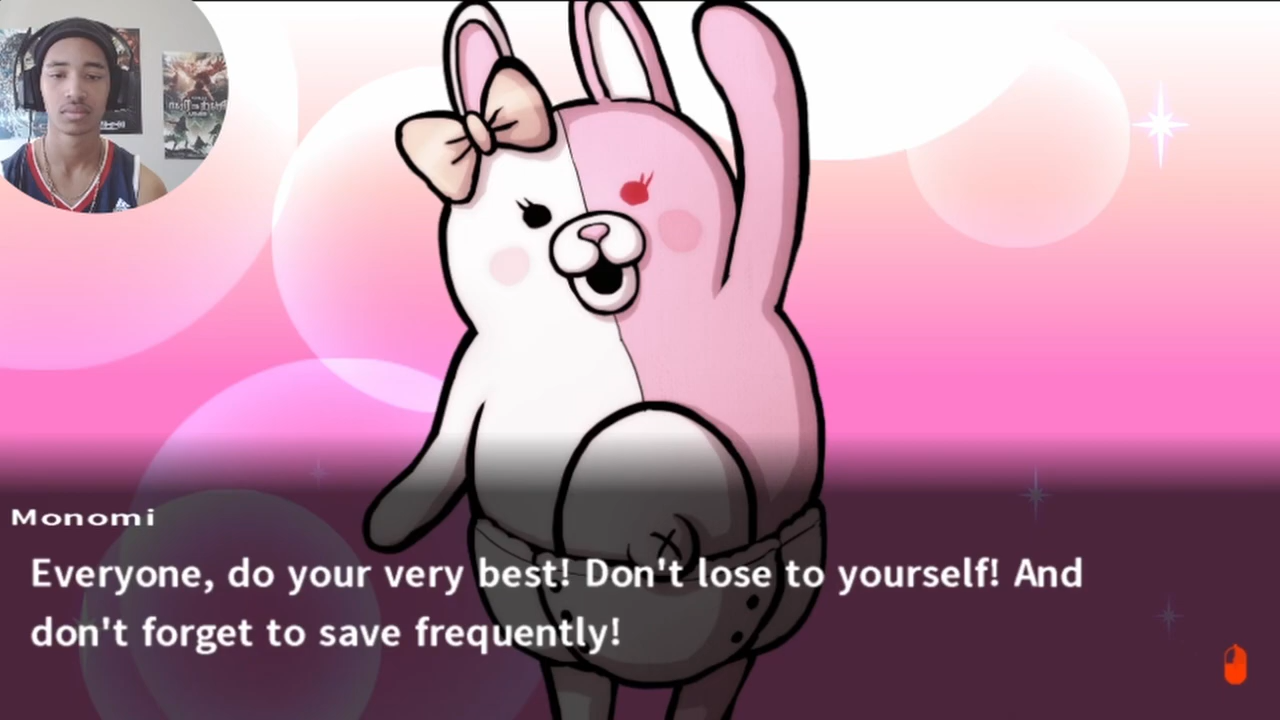 Monomi
Everyone, do your very best! Don't lose to yourself! And
don't forget to save frequently!